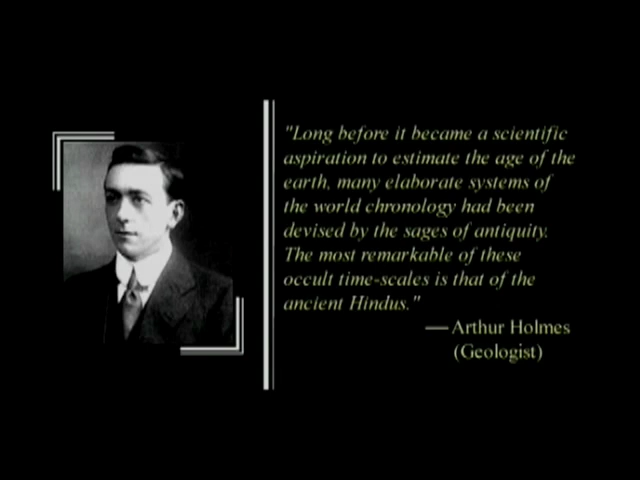 "Long before it became a scientific
aspiration to estimate the age of the
earth, many elaborate systems of
the world chronology had been
devised by the sages of antiquity.
The most remarkable of these
occult time-scales is that of the
ancient Hindus."
—Arthur Holmes
(Geologist)